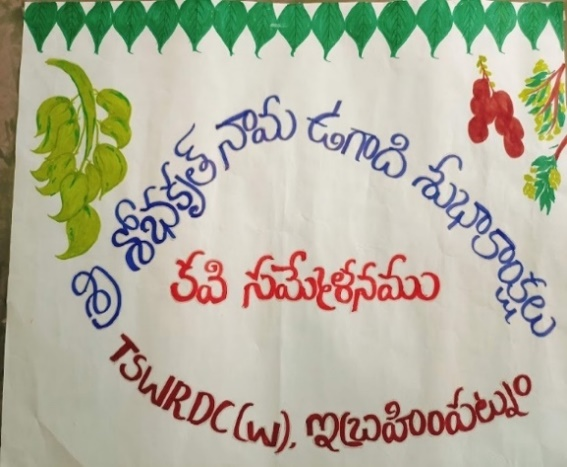 శ్రీ శోభకృత్ నామ ఉగాది శుభాకాంక్షలు
కవి సమ్మేళనము
TSWRDC(W), ఇబ్రహింపట్నం